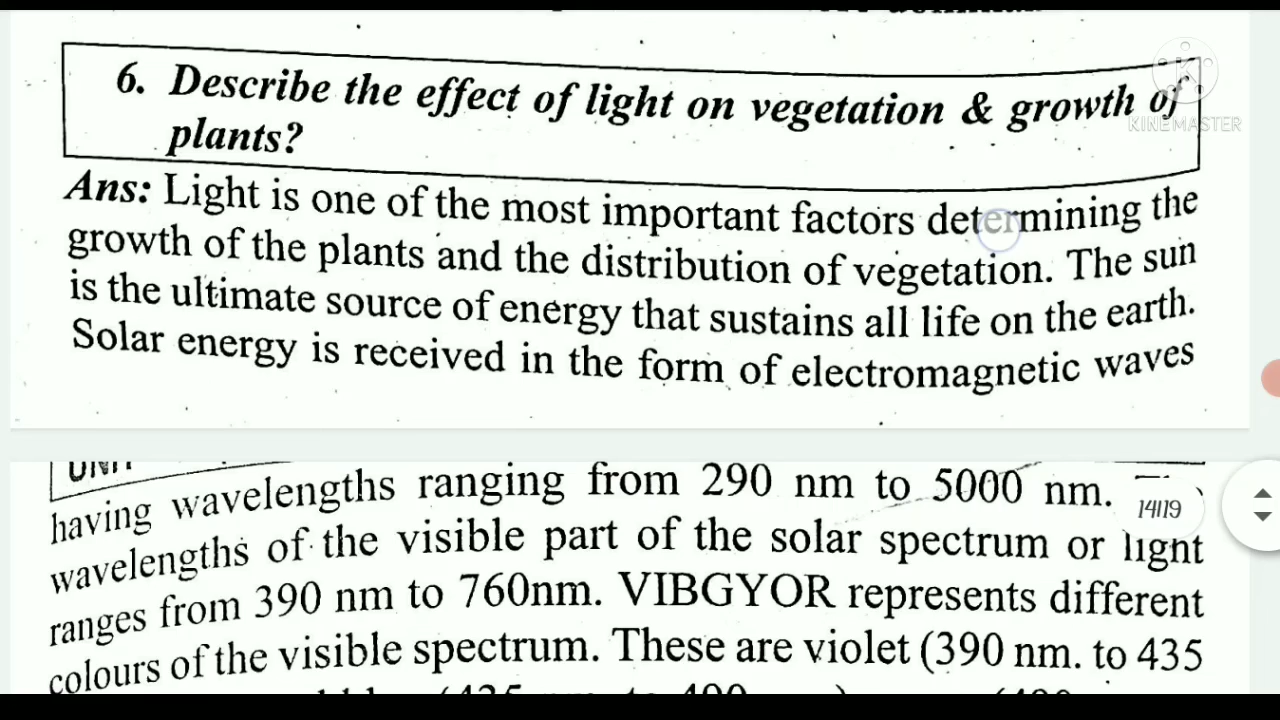 6. Describe the effect of light on vegetation & growth of
plants?
KINEMASTER
Ans: Light is one of the most important factors determining the
growth of the plants and the distribution of vegetation. The sun
is the ultimate source of energy that sustains all life on the earth.
Solar energy is received in the form of electromagnetic waves
UNIT
having wavelengths ranging from 290 nm to 5000 nm.
14/19
wavelengths of the visible part of the solar spectrum or light
ranges from 390 nm to 760nm. VIBGYOR represents different
colours of the visible spectrum. These are violet (390 nm. to 435